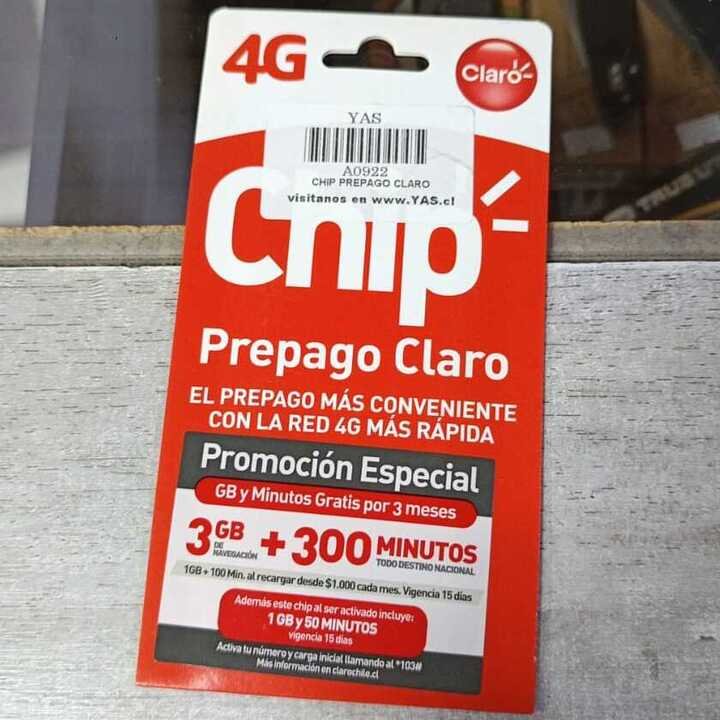 4G
Claro
YAS
A0922
CHIP PREPAGO CLARO
visitanos en www.YAS.cl
Chip
Prepago Claro
EL PREPAGO MÁS CONVENIENTE
CON LA RED 4G MÁS RÁPIDA
Promoción Especial
GB y Minutos Gratis por 3 meses
3 GB DE NAVEGACIÓN + 300 MINUTOS TODO DESTINO NACIONAL
1GB + 100 Min. al recargar desde $1.000 cada mes. Vigencia 15 días
Además este chip al ser activado incluye:
1 GB y 50 MINUTOS
vigencia 15 días
Activa tu número y carga inicial llamando al *103#
Más información en clarochile.cl